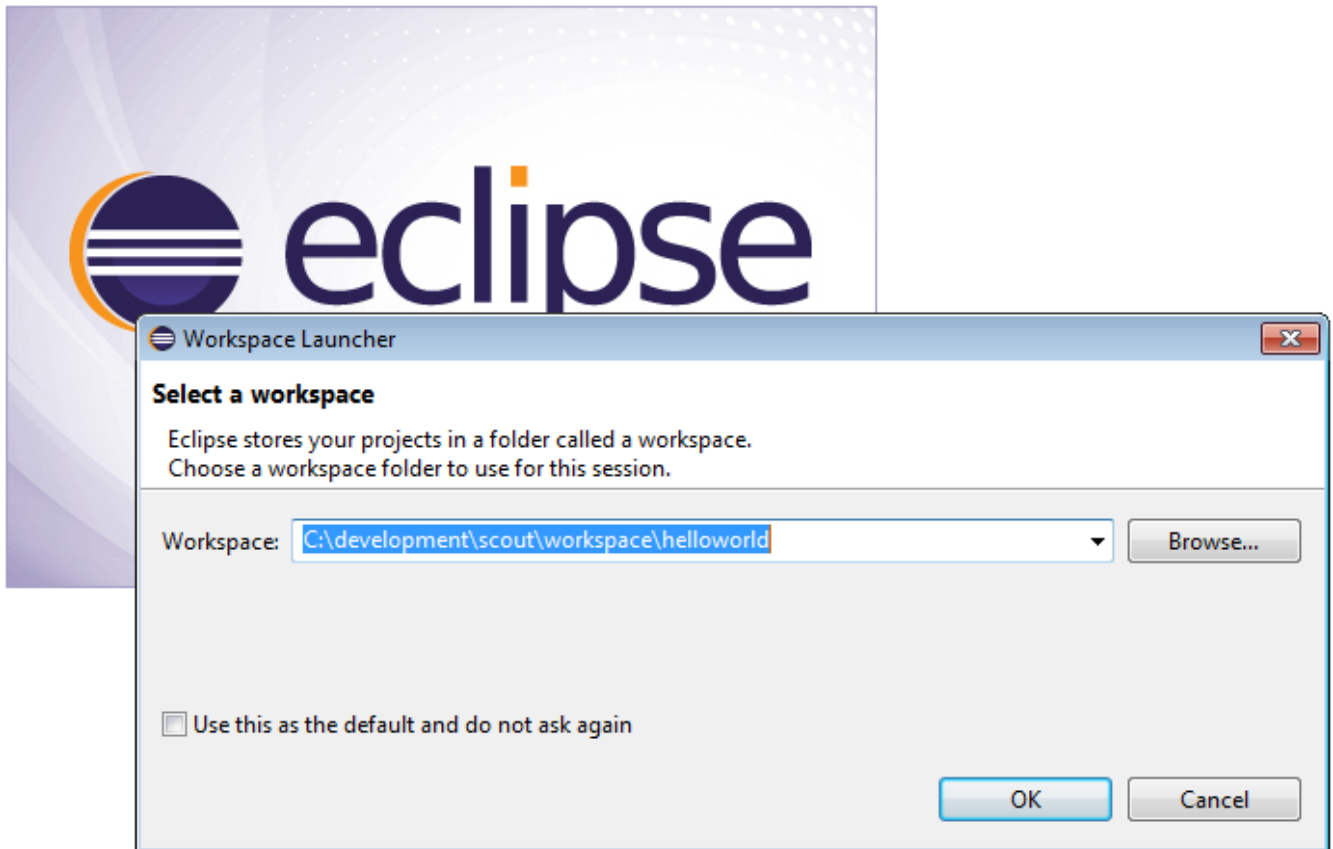 eclipse
Workspace Launcher
Select a workspace
Eclipse stores your projects in a folder called a workspace.
Choose a workspace folder to use for this session.
Workspace: C:\development\scout\workspace\helloworld Browse...
Use this as the default and do not ask again
OK Cancel